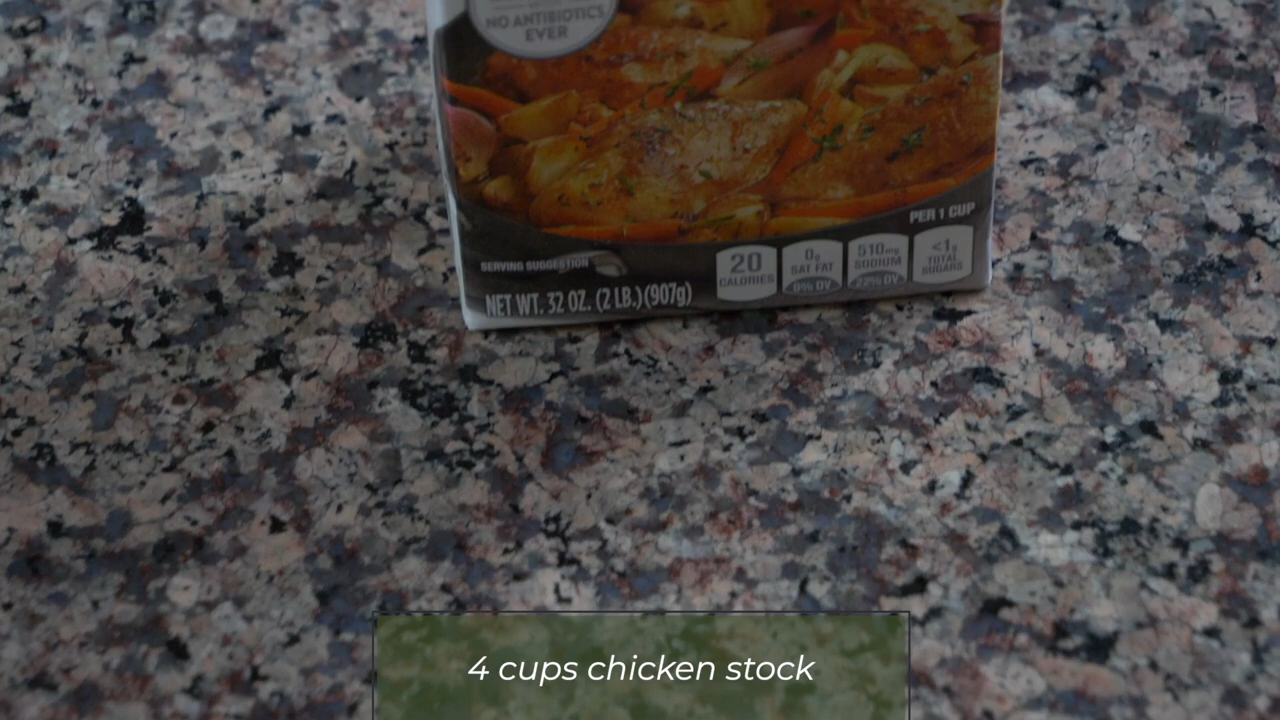 NO ANTIBIOTICS
EVER
PER 1 CUP
SERVING SUGGESTION
20
CALORIES
0g
SAT FAT
0% DV
510mg
SODIUM
22% DV
<1g
TOTAL
SUGARS
NET WT. 32 OZ. (2 LB.) (907g)
4 cups chicken stock